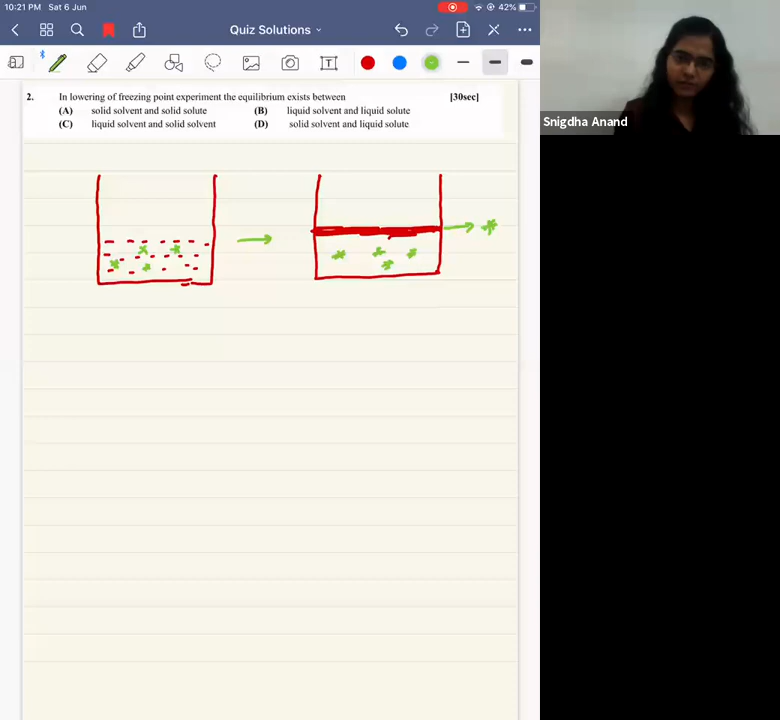 10:21 PM Sat 6 Jun
42%
Quiz Solutions
T
Snigdha Anand
2. In lowering of freezing point experiment the equilibrium exists between [30sec]
(A) solid solvent and solid solute (B) liquid solvent and liquid solute
(C) liquid solvent and solid solvent (D) solid solvent and liquid solute